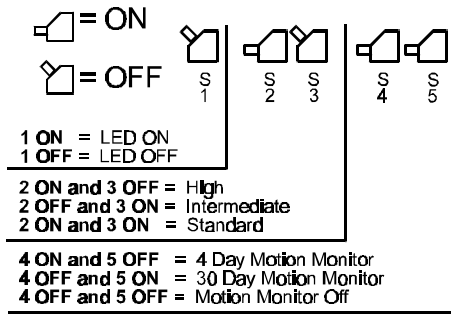 = ON
= OFF
S S S S S
1 2 3 4 5
1 ON = LED ON
1 OFF = LED OFF
2 ON and 3 OFF = High
2 OFF and 3 ON = Intermediate
2 ON and 3 ON = Standard
4 ON and 5 OFF = 4 Day Motion Monitor
4 OFF and 5 ON = 30 Day Motion Monitor
4 OFF and 5 OFF = Motion Monitor Off